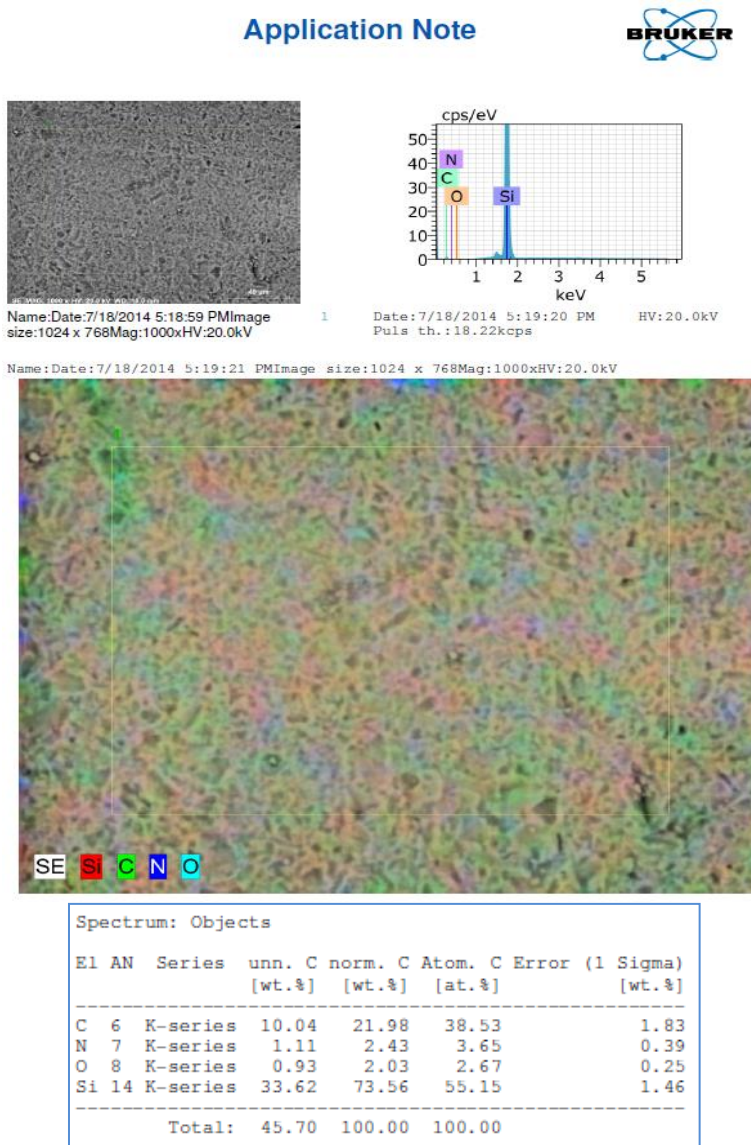 Application Note
BRUKER
cps/eV
50
40
30
20
10
0
N
C
O
Si
1 2 3 4 5
keV
Name:Date:7/18/2014 5:18:59 PMImage
size:1024 x 768Mag:1000xHV:20.0kV
1 Date:7/18/2014 5:19:20 PM HV:20.0kV
Puls th.:18.22kcps
Name:Date:7/18/2014 5:19:21 PMImage size:1024 x 768Mag:1000xHV:20.0kV
SE Si C N O
Spectrum: Objects
El AN Series unn. C norm. C Atom. C Error (1 Sigma)
[wt.%] [wt.%] [at.%] [wt.%]
C 6 K-series 10.04 21.98 38.53 1.83
N 7 K-series 1.11 2.43 3.65 0.39
O 8 K-series 0.93 2.03 2.67 0.25
Si 14 K-series 33.62 73.56 55.15 1.46
Total: 45.70 100.00 100.00